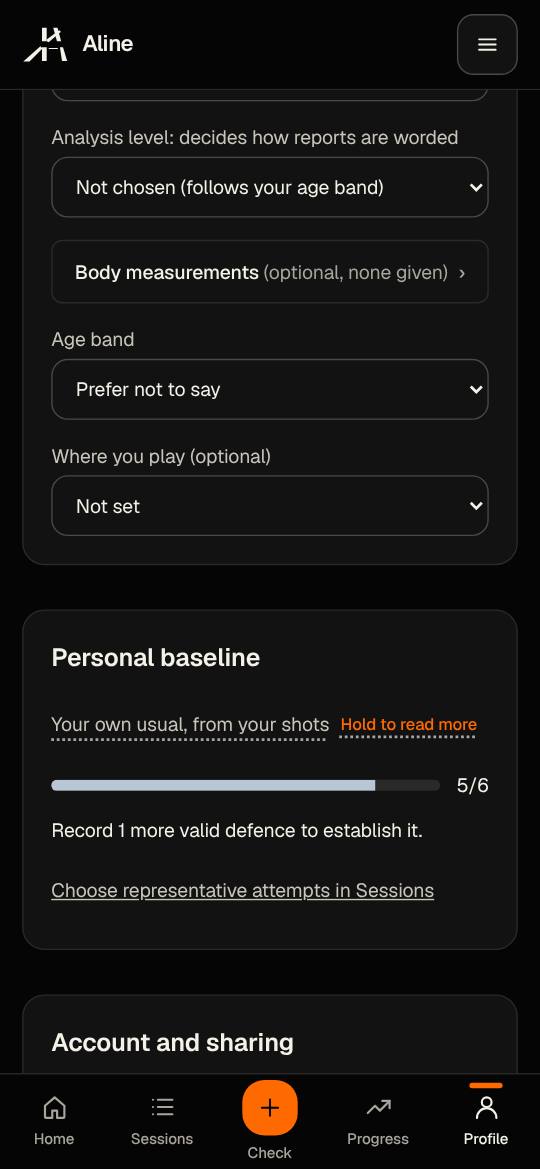 Aline
Analysis level: decides how reports are worded
Not chosen (follows your age band)
Body measurements (optional, none given) ›
Age band
Prefer not to say
Where you play (optional)
Not set
Personal baseline
Your own usual, from your shots Hold to read more
5/6
Record 1 more valid defence to establish it.
Choose representative attempts in Sessions
Account and sharing
Home
Sessions
Check
Progress
Profile